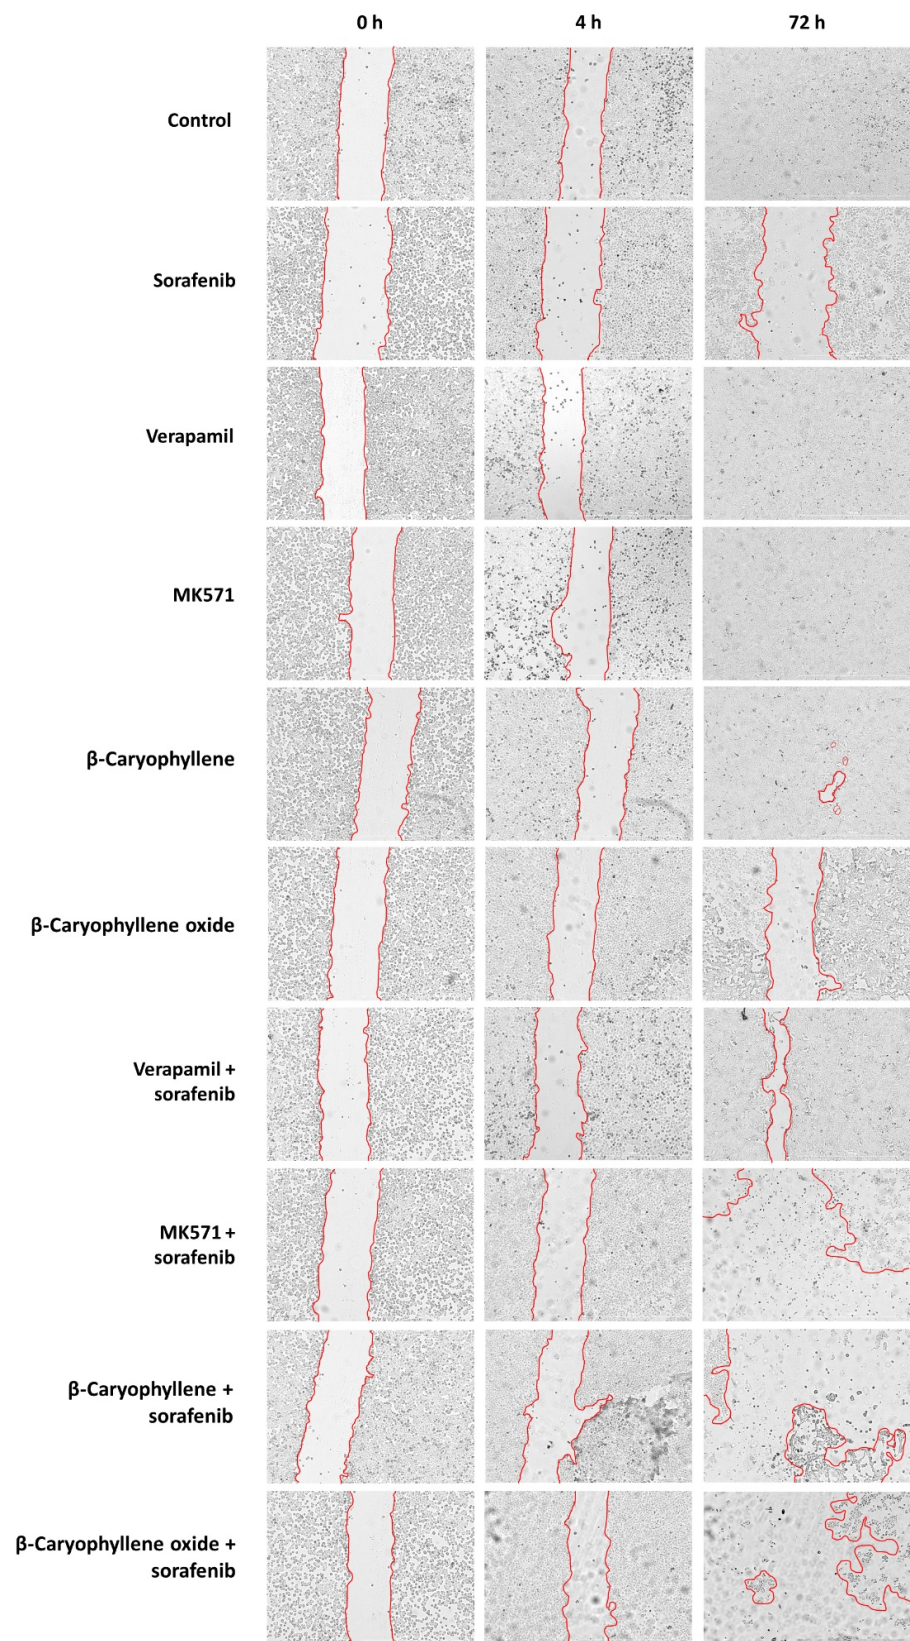 0 h 4 h 72 h
Control
Sorafenib
Verapamil
MK571
β-Caryophyllene
β-Caryophyllene oxide
Verapamil +
sorafenib
MK571 +
sorafenib
β-Caryophyllene +
sorafenib
β-Caryophyllene oxide +
sorafenib